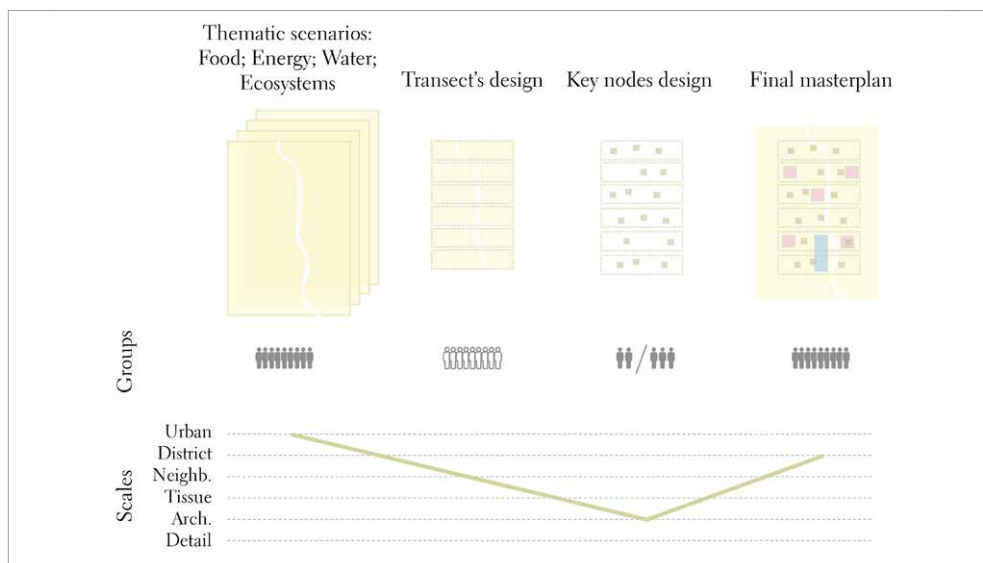 Thematic scenarios:
Food; Energy; Water;
Ecosystems
Transect's design
Key nodes design
Final masterplan
Groups
Scales
Urban
District
Neighb.
Tissue
Arch.
Detail